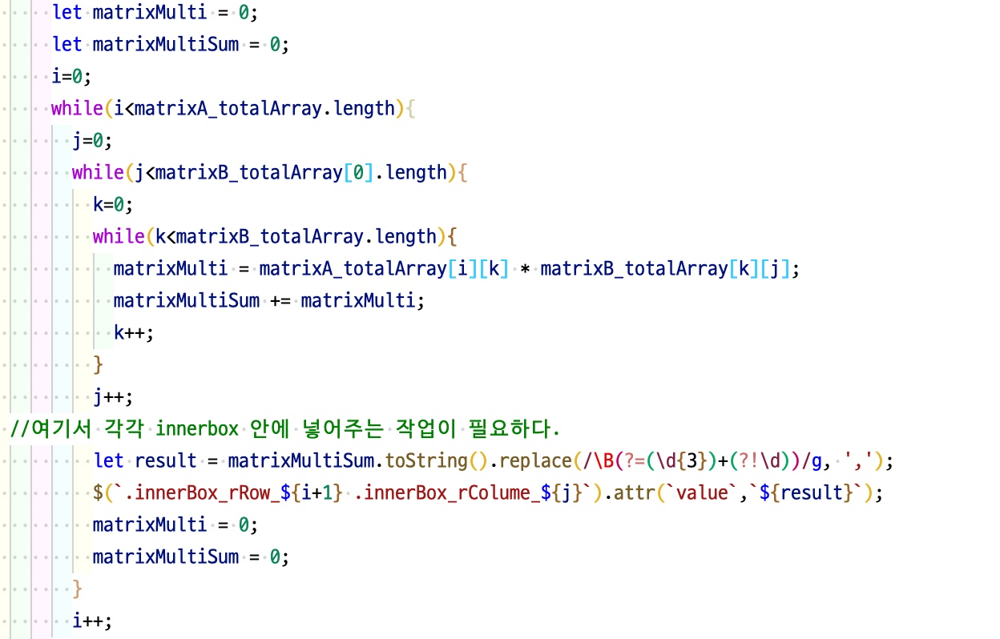 let matrixMulti = 0;
let matrixMultiSum = 0;
i=0;
while(i<matrixA_totalArray.length){
j=0;
while(j<matrixB_totalArray[0].length){
k=0;
while(k<matrixB_totalArray.length){
matrixMulti = matrixA_totalArray[i][k] * matrixB_totalArray[k][j];
matrixMultiSum += matrixMulti;
k++;
}
j++;
//여기서 각각 innerbox 안에 넣어주는 작업이 필요하다.
let result = matrixMultiSum.toString().replace(/\B(?=(\d{3})+(?!\d))/g, ',');
$(`.innerBox_rRow_${i+1} .innerBox_rColume_${j}`).attr(`value`,`${result}`);
matrixMulti = 0;
matrixMultiSum = 0;
}
i++;